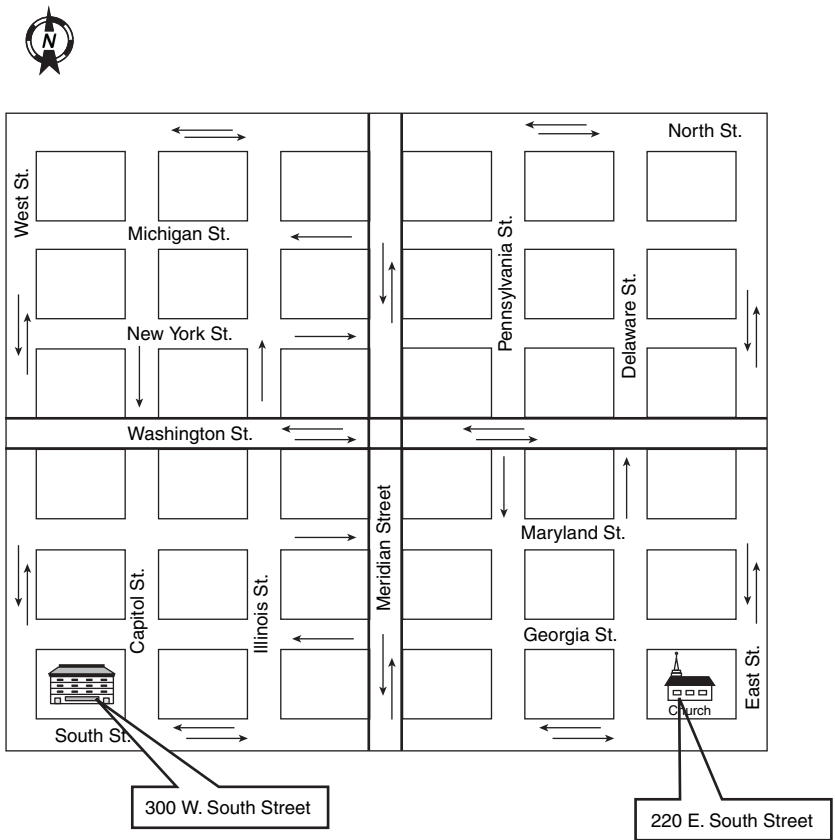 N
North St.
West St.
Michigan St.
Pennsylvania St.
Delaware St.
New York St.
Washington St.
Meridian Street
Maryland St.
Capitol St.
Illinois St.
Georgia St.
East St.
Church
South St.
300 W. South Street
220 E. South Street